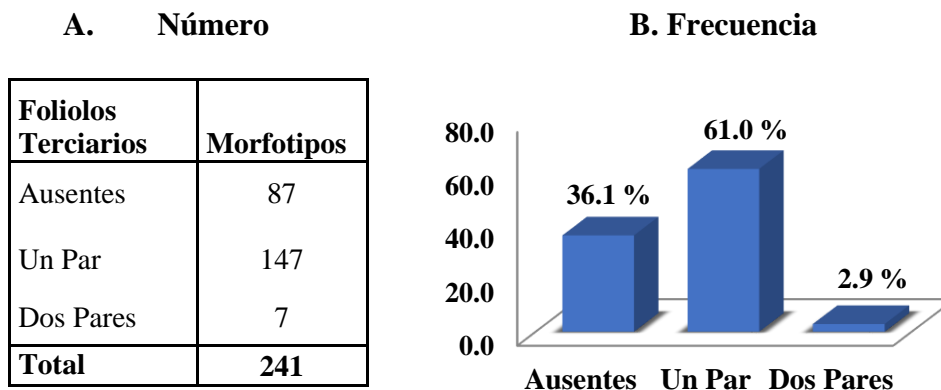 A. Número
Foliolos
Terciarios Morfotipos
Ausentes 87
Un Par 147
Dos Pares 7
Total 241
B. Frecuencia
80.0
60.0
40.0
20.0
0.0
36.1 %
61.0 %
2.9 %
Ausentes Un Par Dos Pares